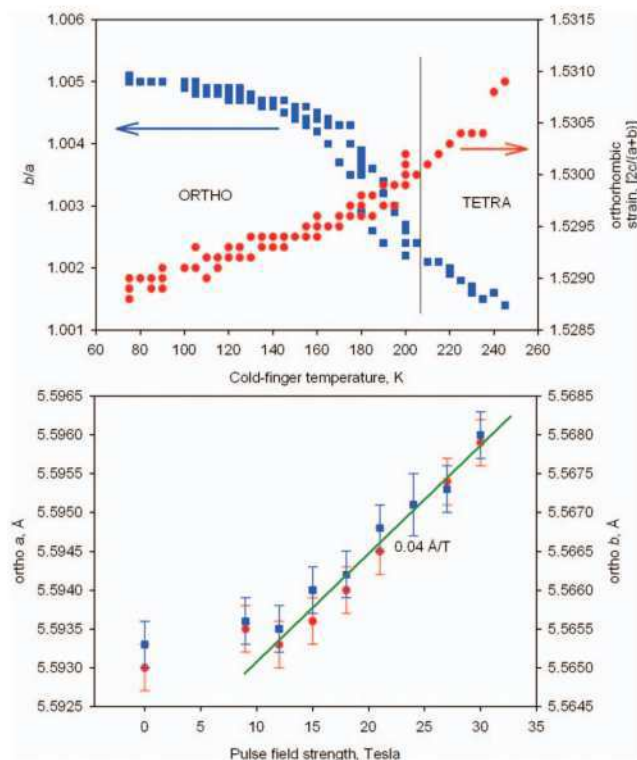 1.006
1.005
1.004
1.003
1.002
1.001
b/a
1.5315
1.5310
1.5305
1.5300
1.5295
1.5290
1.5285
orthorhombic
strain, [2c/(a+b)]
ORTHO
TETRA
60 80 100 120 140 160 180 200 220 240 260
Cold-finger temperature, K
5.5965
5.5960
5.5955
5.5950
5.5945
5.5940
5.5935
5.5930
5.5925
ortho a, Å
5.5685
5.5680
5.5675
5.5670
5.5665
5.5660
5.5655
5.5650
5.5645
ortho b, Å
0.04 Å/T
0 5 10 15 20 25 30 35
Pulse field strength, Tesla